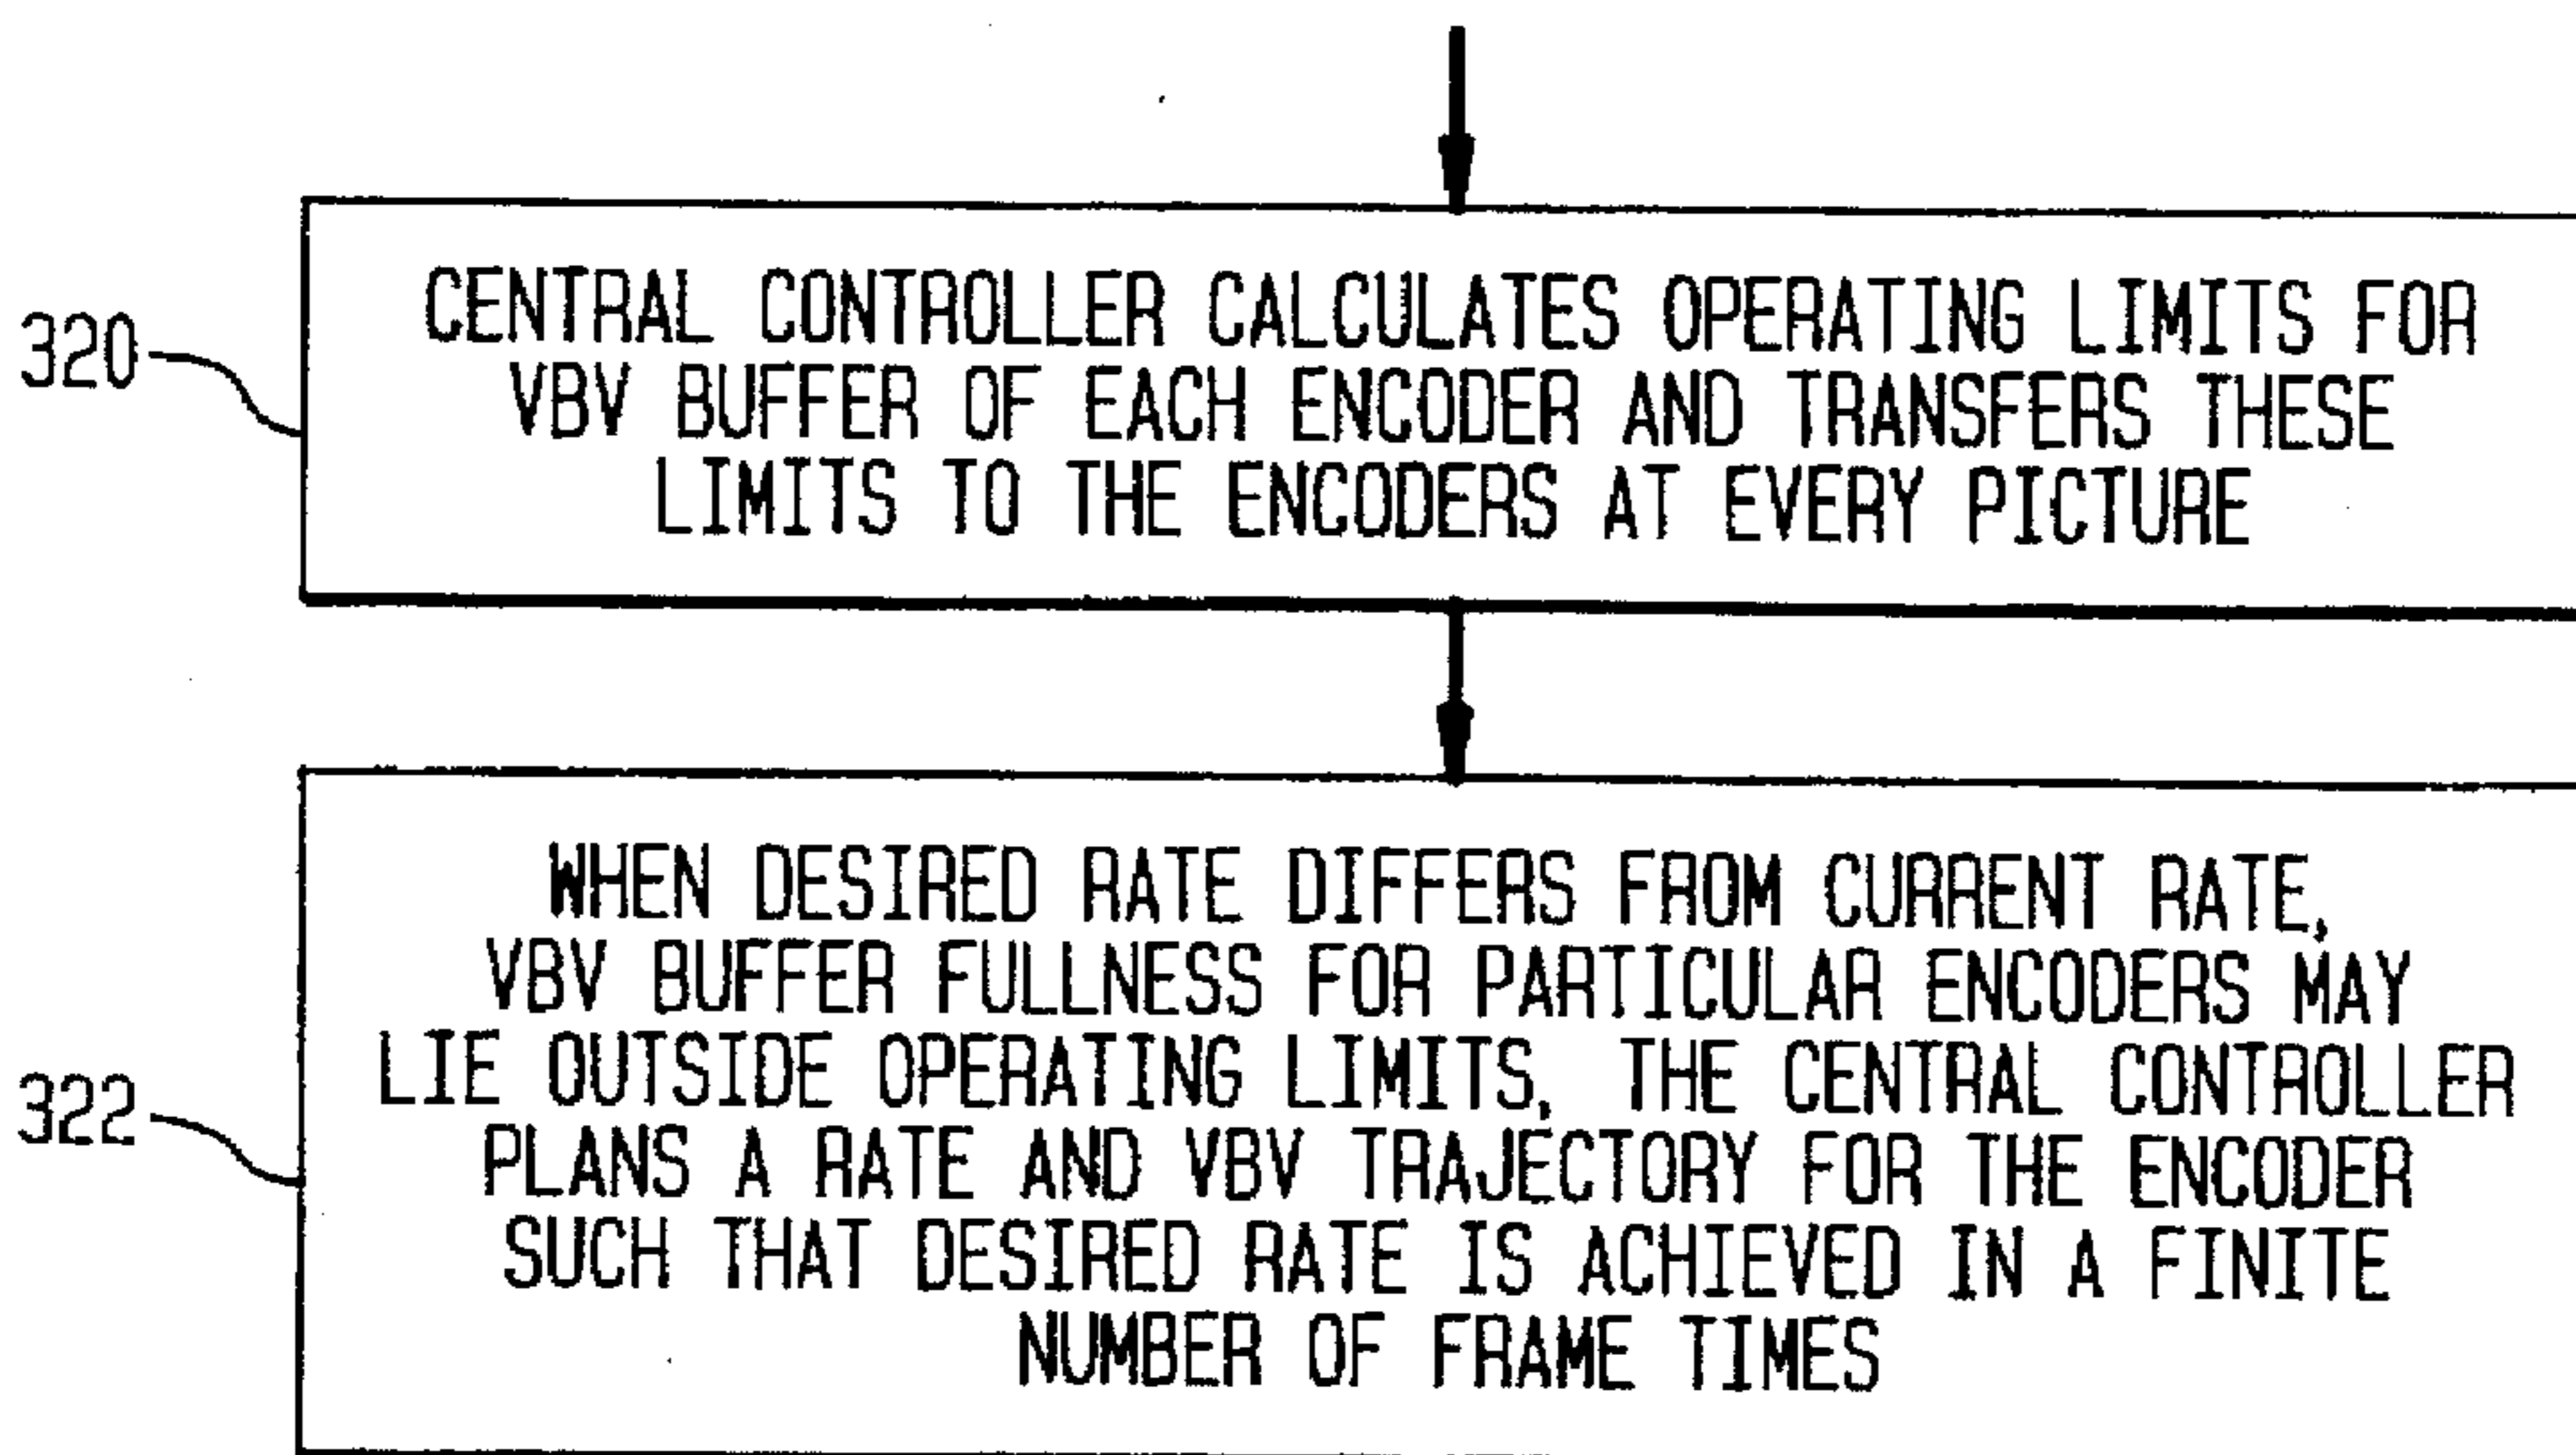 CENTRAL CONTROLLER CALCULATES OPERATING LIMITS FOR
320
VBV BUFFER OF EACH ENCODER AND TRANSFERS THESE
LIMITS TO THE ENCODERS AT EVERY PICTURE
WHEN DESIRED RATE DIFFERS FROM CURRENT RATE,
VBV BUFFER FULLNESS FOR PARTICULAR ENCODERS MAY
LIE OUTSIDE OPERATING LIMITS. THE CENTRAL CONTROLLER
322
PLANS A RATE AND VBV TRAJECTORY FOR THE ENCODER
SUCH THAT DESIRED RATE IS ACHIEVED IN A FINITE
NUMBER OF FRAME TIMES